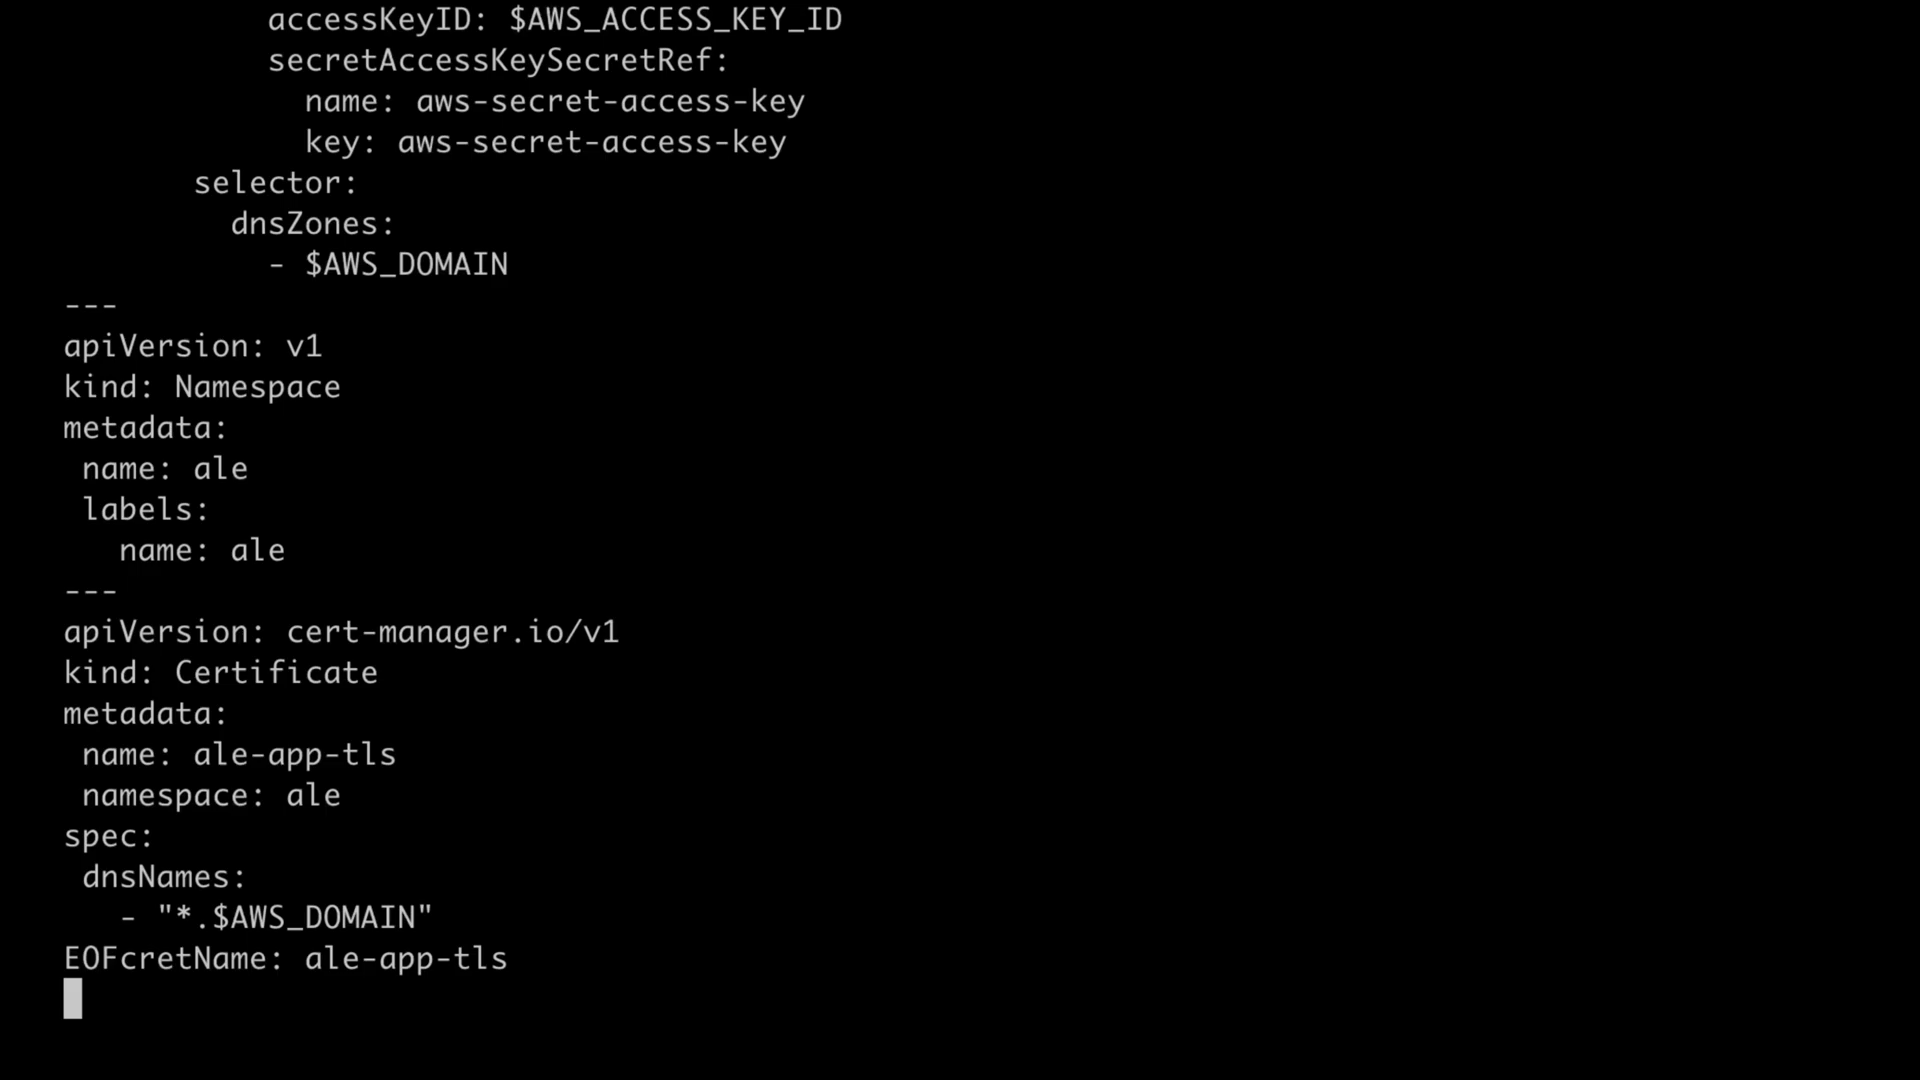 accessKeyID: $AWS_ACCESS_KEY_ID
secretAccessKeySecretRef:
name: aws-secret-access-key
key: aws-secret-access-key
selector:
dnsZones:
- $AWS_DOMAIN
---
apiVersion: v1
kind: Namespace
metadata:
name: ale
labels:
name: ale
---
apiVersion: cert-manager.io/v1
kind: Certificate
metadata:
name: ale-app-tls
namespace: ale
spec:
dnsNames:
- "*.$AWS_DOMAIN"
EOFcretName: ale-app-tls